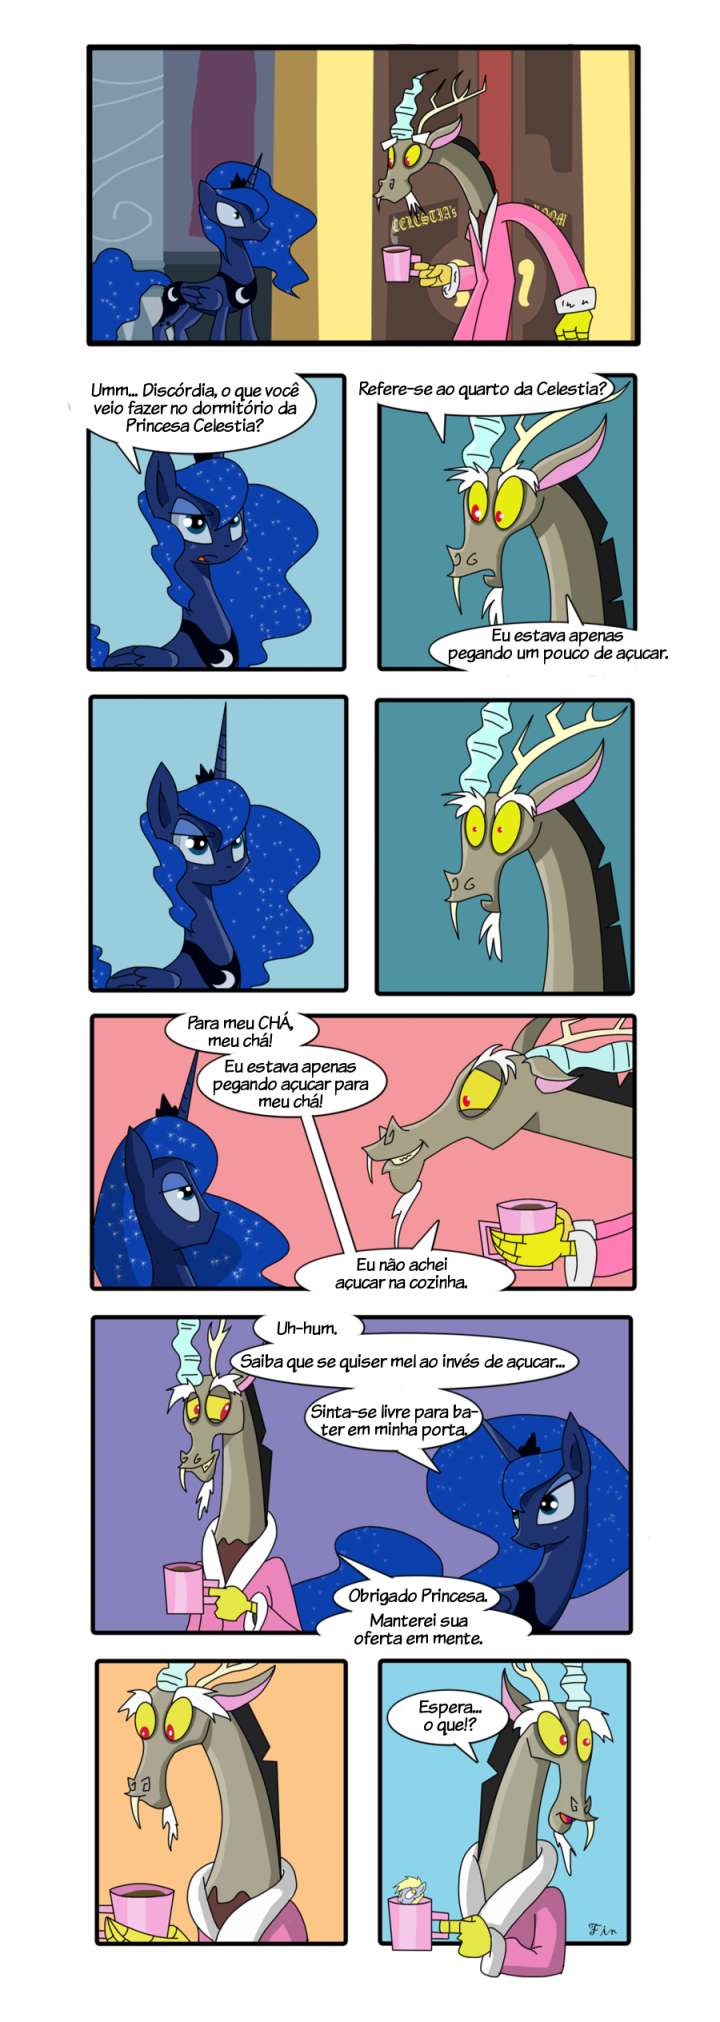 CELESTIA's
ROOM
Umm... Discórdia, o que você
veio fazer no dormitório da
Princesa Celestia?
Refere-se ao quarto da Celestia?
Eu estava apenas
pegando um pouco de açucar.
Para meu CHÁ,
meu chá!
Eu estava apenas
pegando açucar para
meu chá!
Eu não achei
açucar na cozinha.
Uh-hum.
Saiba que se quiser mel ao invés de açucar...
Sinta-se livre para ba-
ter em minha porta.
Obrigado Princesa.
Manterei sua
oferta em mente.
Espera...
o que!?
Fin